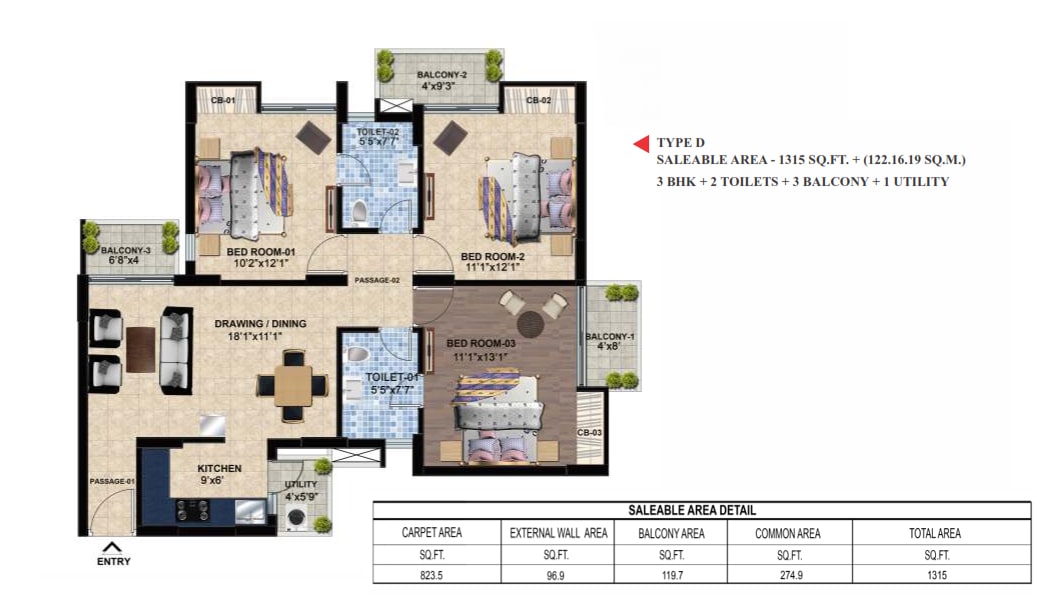 BALCONY-2
4'x9'3"
CB-01
CB-02
TOILET-02
5'5"x7'7"
TYPE D
SALEABLE AREA - 1315 SQ.FT. + (122.16.19 SQ.M.)
3 BHK + 2 TOILETS + 3 BALCONY + 1 UTILITY
BALCONY-3
6'8"x4
BED ROOM-01
10'2"x12'1"
BED ROOM-2
11'1"x12'1"
PASSAGE-02
DRAWING / DINING
18'1"x11'1"
BED ROOM-03
11'1"x13'1"
BALCONY-1
4'x8'
TOILET-01
5'5"x7'7"
CB-03
KITCHEN
9'x6'
PASSAGE-01
UTILITY
4'x5'9"
ENTRY
SALEABLE AREA DETAIL
CARPET AREA EXTERNAL WALL AREA BALCONY AREA COMMON AREA TOTAL AREA
SQ.FT. SQ.FT. SQ.FT. SQ.FT. SQ.FT.
823.5 96.9 119.7 274.9 1315